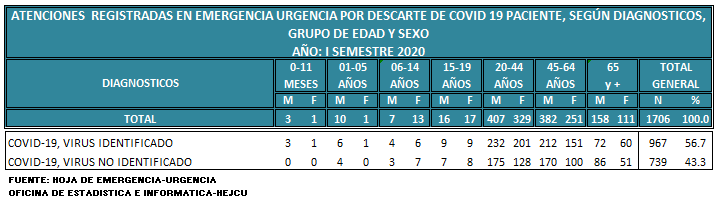 ATENCIONES REGISTRADAS EN EMERGENCIA URGENCIA POR DESCARTE DE COVID 19 PACIENTE, SEGÚN DIAGNOSTICOS,
GRUPO DE EDAD Y SEXO
AÑO: I SEMESTRE 2020
DIAGNOSTICOS 0-11 MESES 01-05 AÑOS 06-14 AÑOS 15-19 AÑOS 20-44 AÑOS 45-64 AÑOS 65 y + TOTAL GENERAL
M F M F M F M F M F M F M F N %
TOTAL 3 1 10 1 7 13 16 17 407 329 382 251 158 111 1706 100.0
COVID-19, VIRUS IDENTIFICADO 3 1 6 1 4 6 9 9 232 201 212 151 72 60 967 56.7
COVID-19, VIRUS NO IDENTIFICADO 0 0 4 0 3 7 7 8 175 128 170 100 86 51 739 43.3
FUENTE: HOJA DE EMERGENCIA-URGENCIA
OFICINA DE ESTADISTICA E INFORMATICA-HEJCU